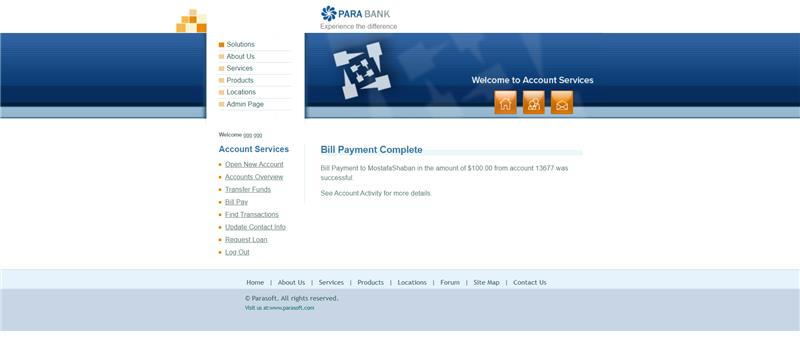 PARA BANK
Experience the difference
Solutions
About Us
Services
Products
Locations
Admin Page
Welcome to Account Services
Welcome ggg ggg
Account Services
Open New Account
Accounts Overview
Transfer Funds
Bill Pay
Find Transactions
Update Contact Info
Request Loan
Log Out
Bill Payment Complete
Bill Payment to MostafaShaban in the amount of $100.00 from account 13677 was
successful.
See Account Activity for more details.
Home | About Us | Services | Products | Locations | Forum | Site Map | Contact Us
© Parasoft. All rights reserved.
Visit us at:www.parasoft.com